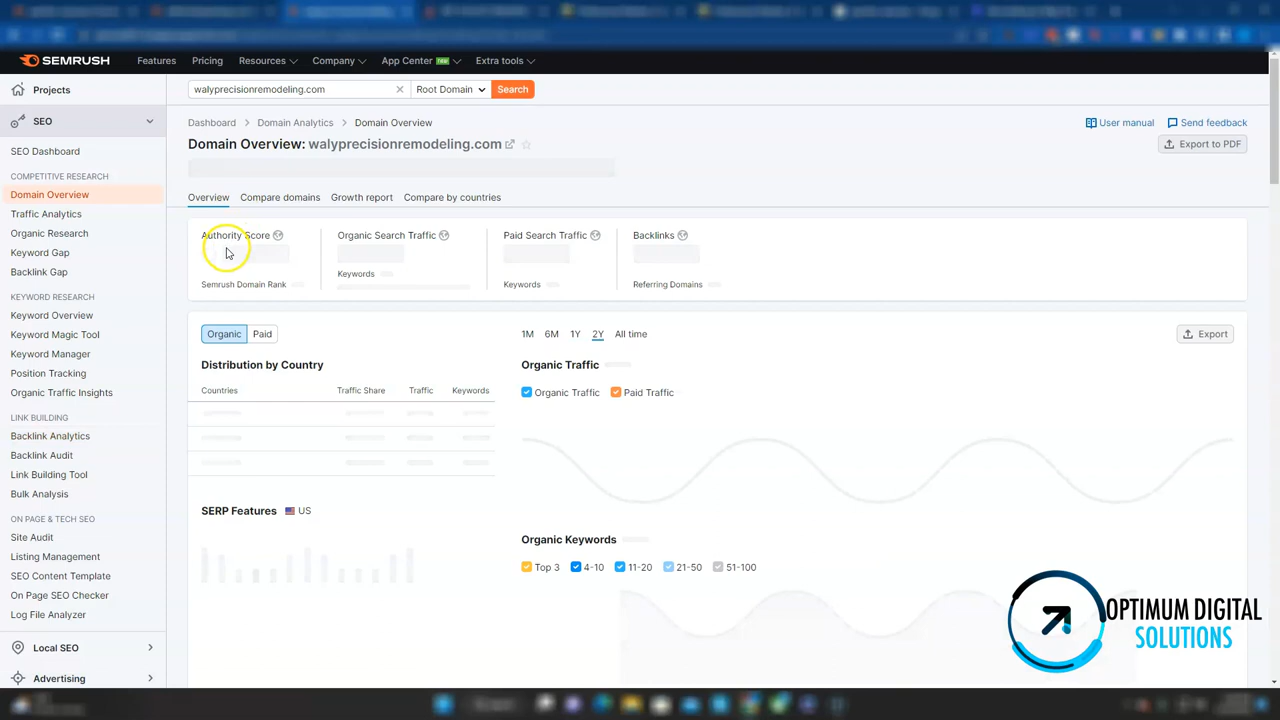 SEMRUSH
Features
Pricing
Resources
Company
App Center
NEW
Extra tools
Projects
SEO
SEO Dashboard
COMPETITIVE RESEARCH
Domain Overview
Traffic Analytics
Organic Research
Keyword Gap
Backlink Gap
KEYWORD RESEARCH
Keyword Overview
Keyword Magic Tool
Keyword Manager
Position Tracking
Organic Traffic Insights
LINK BUILDING
Backlink Analytics
Backlink Audit
Link Building Tool
Bulk Analysis
ON PAGE & TECH SEO
Site Audit
Listing Management
SEO Content Template
On Page SEO Checker
Log File Analyzer
Local SEO
Advertising
walyprecisionremodeling.com
Root Domain
Search
Dashboard > Domain Analytics > Domain Overview
User manual
Send feedback
Domain Overview: walyprecisionremodeling.com
Export to PDF
Overview
Compare domains
Growth report
Compare by countries
Authority Score
Semrush Domain Rank
Organic Search Traffic
Keywords
Paid Search Traffic
Keywords
Backlinks
Referring Domains
Organic
Paid
1M 6M 1Y 2Y All time
Export
Distribution by Country
Countries Traffic Share Traffic Keywords
Organic Traffic
Organic Traffic
Paid Traffic
SERP Features
US
Organic Keywords
Top 3
4-10
11-20
21-50
51-100
OPTIMUM DIGITAL
SOLUTIONS